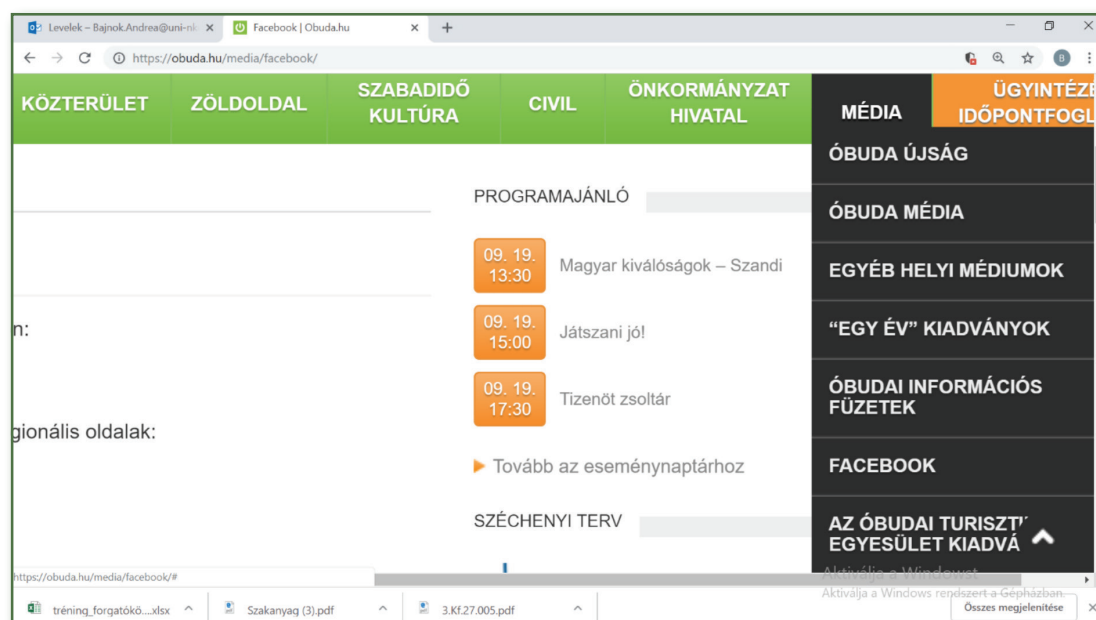 Levelek – Bajnok.Andrea@uni-nk
Facebook | Obuda.hu
https://obuda.hu/media/facebook/
B
KÖZTERÜLET
ZÖLDOLDAL
SZABADIDŐ
KULTÚRA
CIVIL
ÖNKORMÁNYZAT
HIVATAL
MÉDIA
ÜGYINTÉZÉ
IDŐPONTFOGL
n:
gionális oldalak:
PROGRAMAJÁNLÓ
09. 19.
13:30
Magyar kiválóságok – Szandi
09. 19.
15:00
Játszani jó!
09. 19.
17:30
Tizenöt zsoltár
Tovább az eseménynaptárhoz
SZÉCHENYI TERV
ÓBUDA ÚJSÁG
ÓBUDA MÉDIA
EGYÉB HELYI MÉDIUMOK
“EGY ÉV” KIADVÁNYOK
ÓBUDAI INFORMÁCIÓS
FÜZETEK
FACEBOOK
AZ ÓBUDAI TURISZTI
EGYESÜLET KIADVÁ
Aktiválja a Windowst
Aktiválja a Windows rendszert a Gépházban.
https://obuda.hu/media/facebook/#
tréning_forgatókö....xlsx
Szakanyag (3).pdf
3.Kf.27.005.pdf
Összes megjelenítése